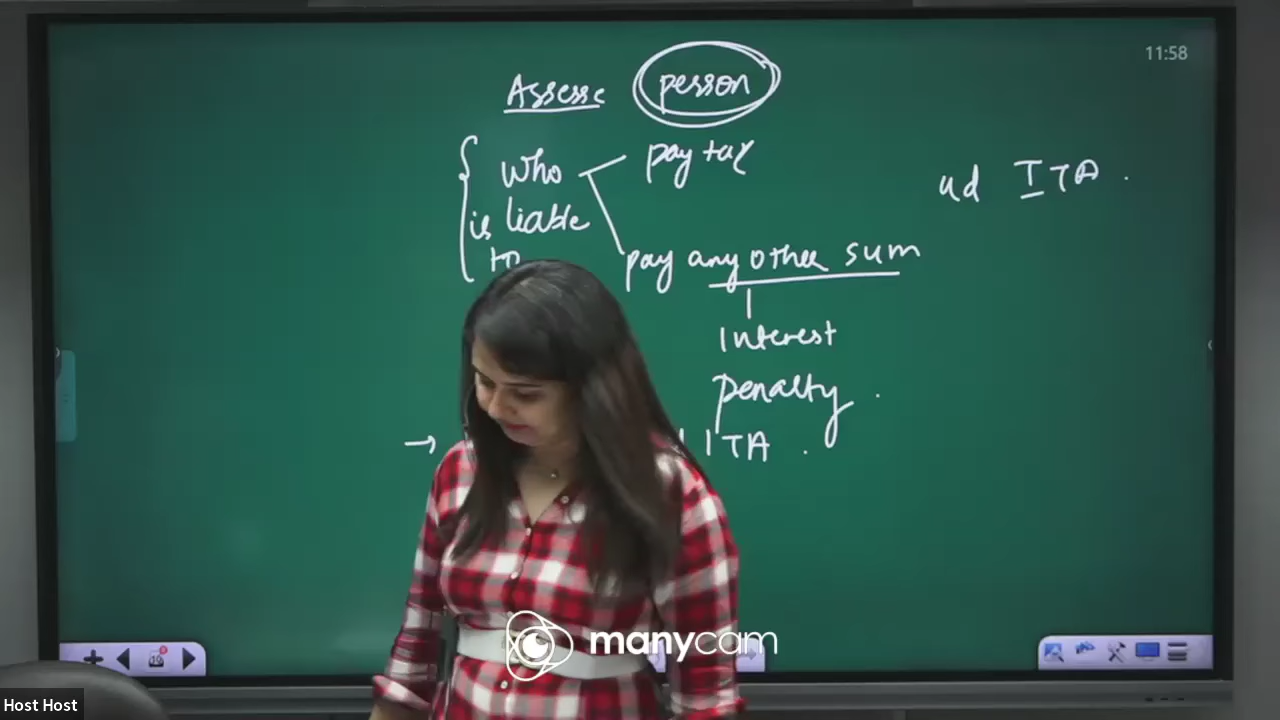 11:58
Assesse person
who pay tax
ud ITA.
is liable
to pay any other sum
Interest
penalty.
→ ITA.
manycam
19
Host Host